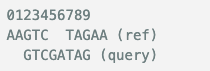 0123456789
AAGTC  TAGAA (ref)
  GTCGATAG (query)